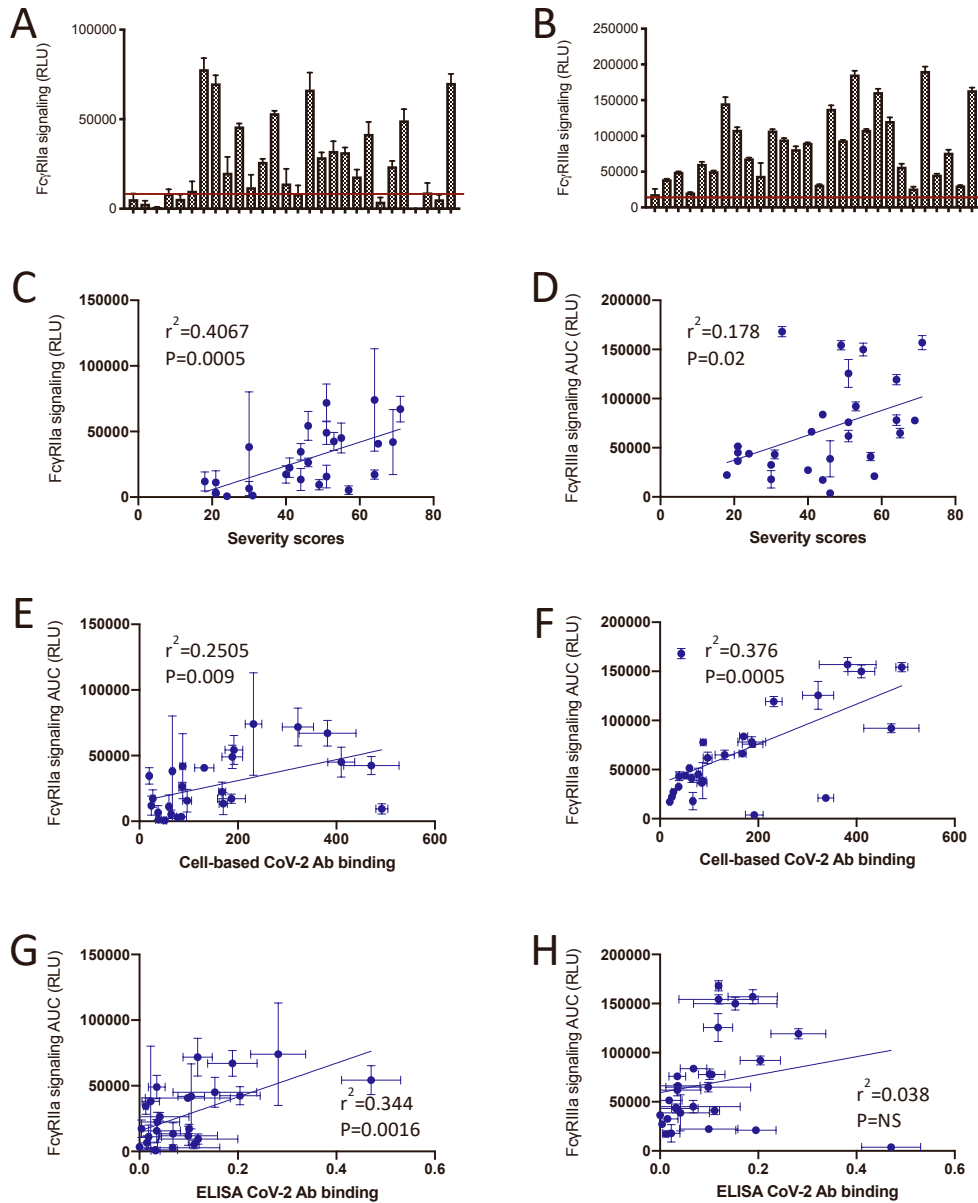 A
FcγRIIa signaling (RLU)
100000
50000
0
B
FcγRIIIa signaling (RLU)
250000
200000
150000
100000
50000
0
C
FcγRIIa signaling (RLU)
150000
100000
50000
0
r²=0.4067
P=0.0005
0 20 40 60 80
Severity scores
D
FcγRIIIa signaling AUC (RLU)
200000
150000
100000
50000
0
r²=0.178
P=0.02
0 20 40 60 80
Severity scores
E
FcγRIIa signaling AUC (RLU)
150000
100000
50000
0
r²=0.2505
P=0.009
0 200 400 600
Cell-based CoV-2 Ab binding
F
FcγRIIIa signaling AUC (RLU)
200000
150000
100000
50000
0
r²=0.376
P=0.0005
0 200 400 600
Cell-based CoV-2 Ab binding
G
FcγRIIa signaling AUC (RLU)
150000
100000
50000
0
r²=0.344
P=0.0016
0.0 0.2 0.4 0.6
ELISA CoV-2 Ab binding
H
FcγRIIIa signaling AUC (RLU)
200000
150000
100000
50000
0
r²=0.038
P=NS
0.0 0.2 0.4 0.6
ELISA CoV-2 Ab binding